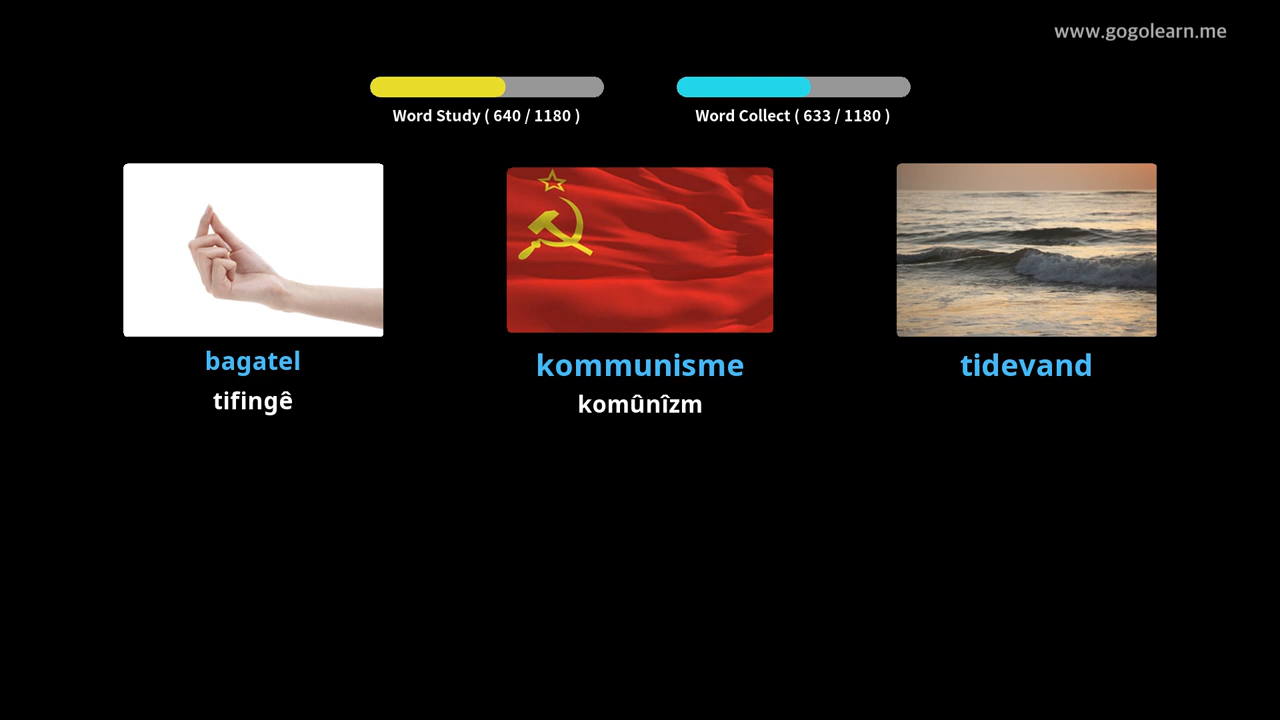 www.gogolearn.me
Word Study ( 640 / 1180 )
Word Collect ( 633 / 1180 )
bagatel
tifingê
kommunisme
komûnîzm
tidevand